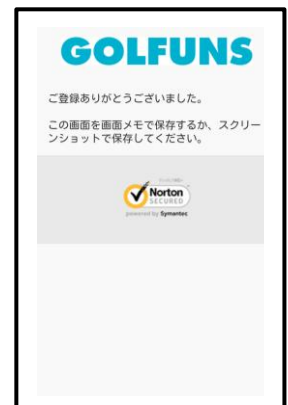 GOLFUNS
ご登録ありがとうございました。
この画面を画面メモで保存するか、スクリー
ンショットで保存してください。
Norton
SECURED
powered by Symantec